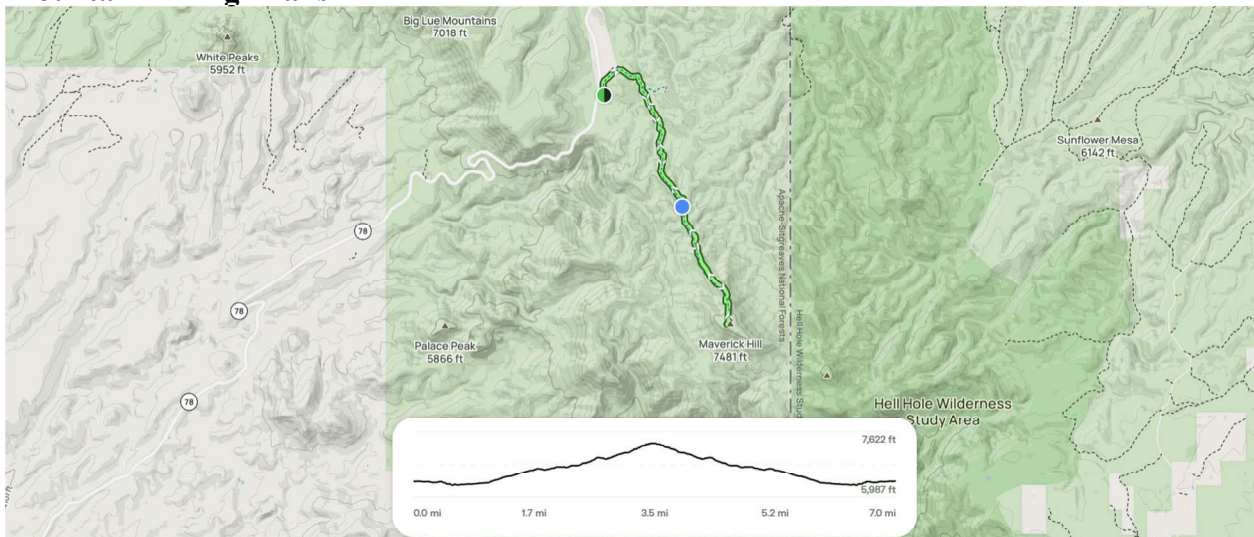 Big Lue Mountains
7018 ft
White Peaks
5952 ft
Sunflower Mesa
6142 ft
78
Apache-Sitgreaves National Forests
78
Hell Hole Wilderness Stud
Palace Peak
5866 ft
Maverick Hill
7481 ft
78
Hell Hole Wilderness
Study Area
7,622 ft
5,987 ft
0.0 mi
1.7 mi
3.5 mi
5.2 mi
7.0 mi